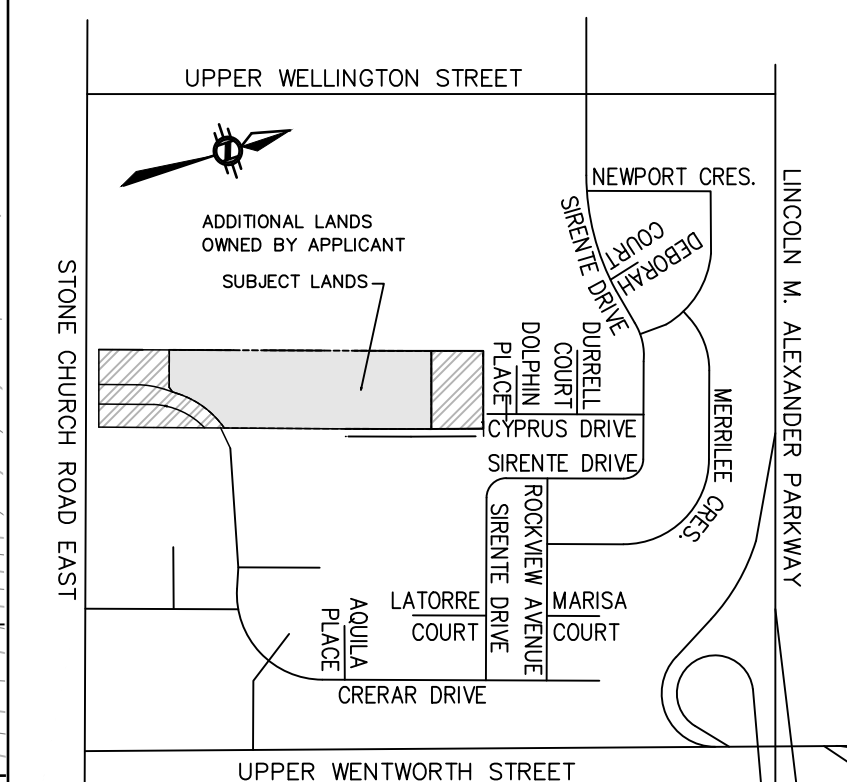 UPPER WELLINGTON STREET
NEWPORT CRES.
LINCOLN M. ALEXANDER PARKWAY
DEBORAH
COURT
SIRENTE DRIVE
ADDITIONAL LANDS
OWNED BY APPLICANT
SUBJECT LANDS
STONE CHURCH ROAD EAST
DOLPHIN
PLACE
DURRELL
COURT
CYPRUS DRIVE
MERRILEE CRES.
SIRENTE DRIVE
SIRENTE DRIVE
ROCKVIEW AVENUE
LATORRE
COURT
MARISA
COURT
AQUILA
PLACE
CRERAR DRIVE
UPPER WENTWORTH STREET